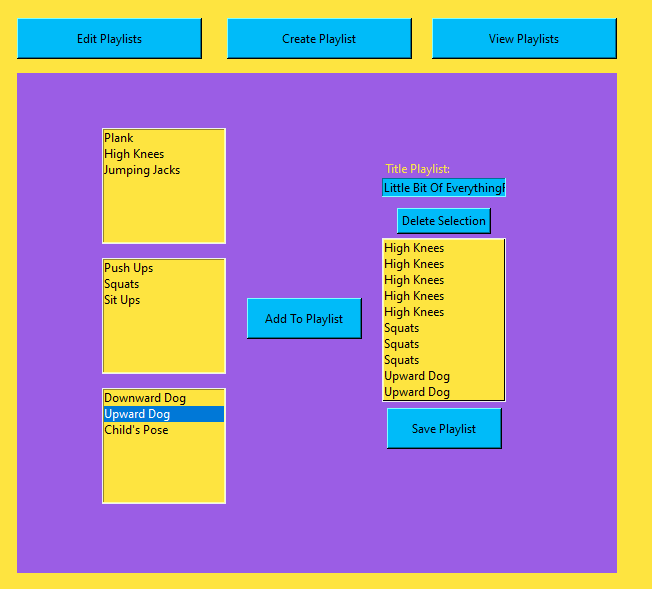 Edit Playlists
Create Playlist
View Playlists
Plank
High Knees
Jumping Jacks
Push Ups
Squats
Sit Ups
Downward Dog
Upward Dog
Child's Pose
Add To Playlist
Title Playlist:
Little Bit Of Everything
Delete Selection
High Knees
High Knees
High Knees
High Knees
High Knees
Squats
Squats
Squats
Upward Dog
Upward Dog
Save Playlist